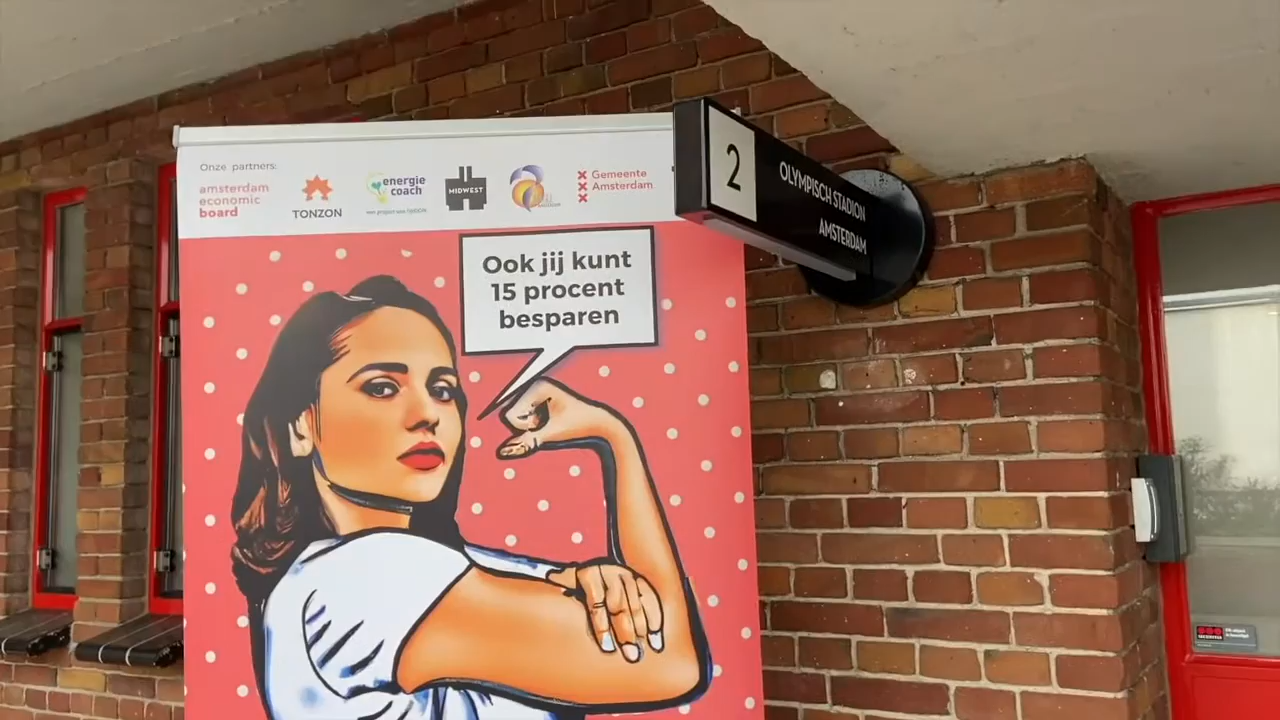 Onze partners:
amsterdam
economic
board
TONZON
energie
coach
MIDWEST
Gemeente
Amsterdam
2
OLYMPISCH STADION
AMSTERDAM
Ook jij kunt
15 procent
besparen